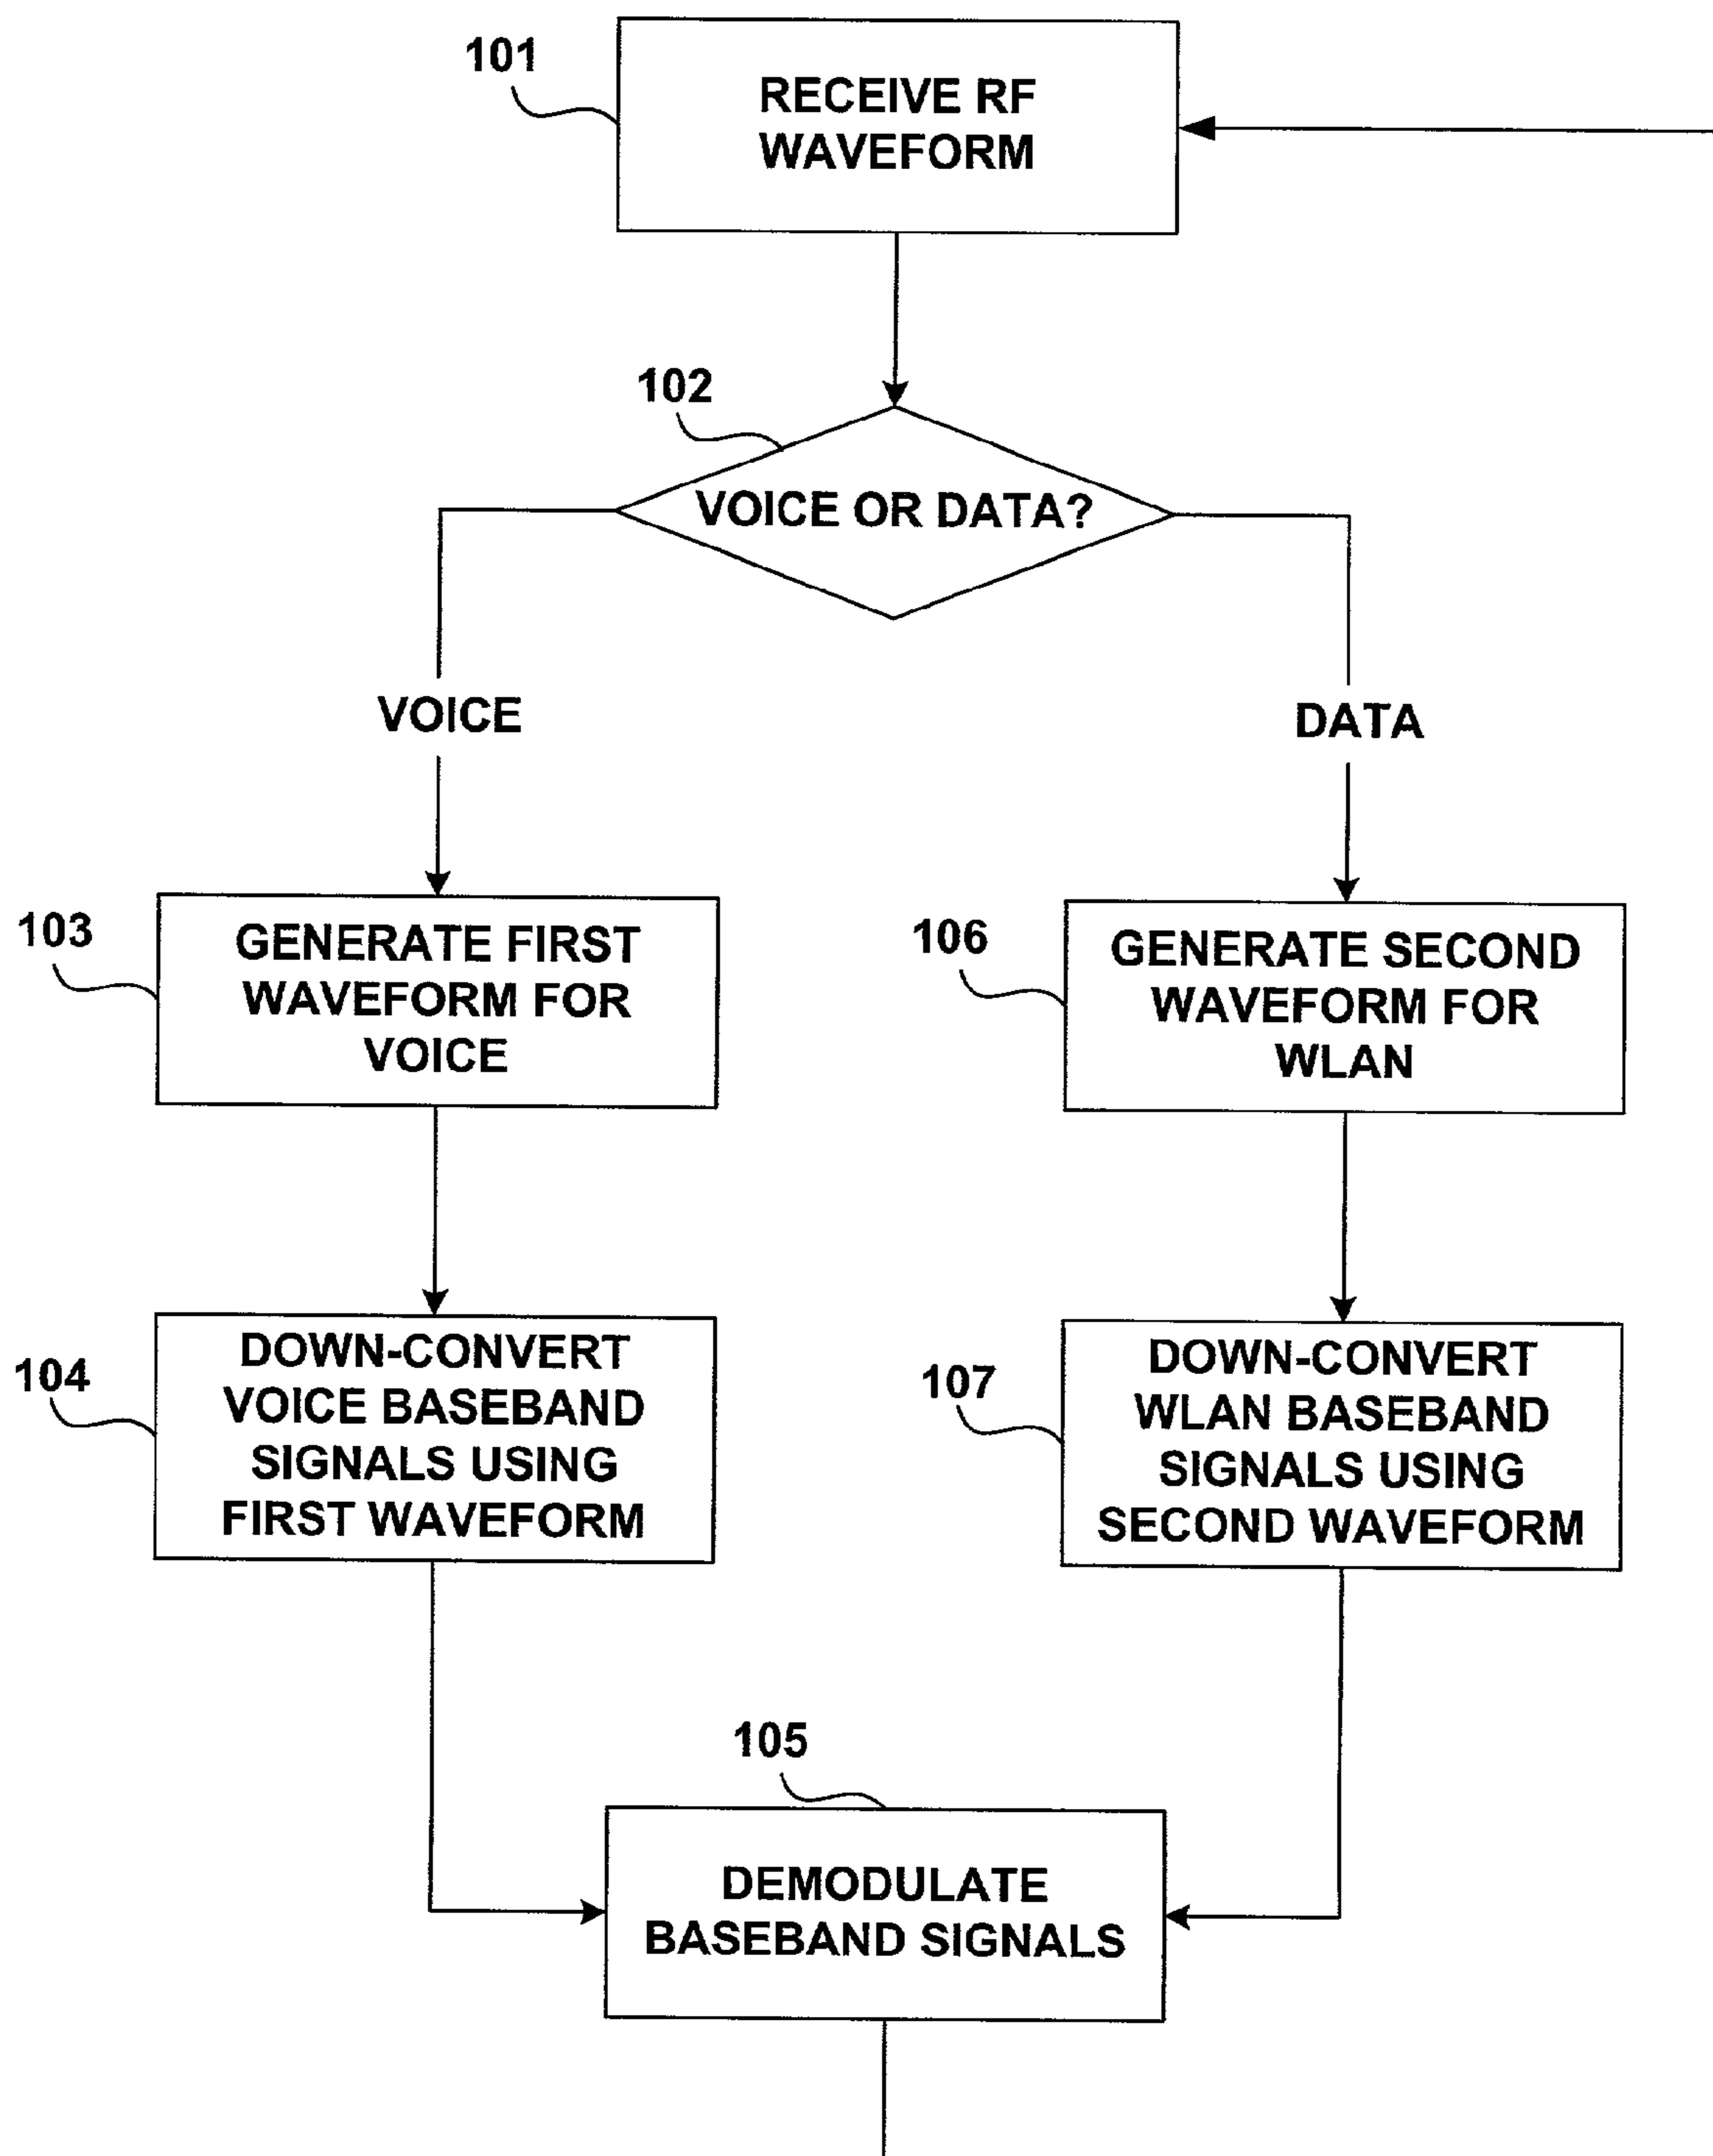 101
RECEIVE RF
WAVEFORM
102
VOICE OR DATA?
VOICE
DATA
103
GENERATE FIRST
WAVEFORM FOR
VOICE
106
GENERATE SECOND
WAVEFORM FOR
WLAN
104
DOWN-CONVERT
VOICE BASEBAND
SIGNALS USING
FIRST WAVEFORM
107
DOWN-CONVERT
WLAN BASEBAND
SIGNALS USING
SECOND WAVEFORM
105
DEMODULATE
BASEBAND SIGNALS